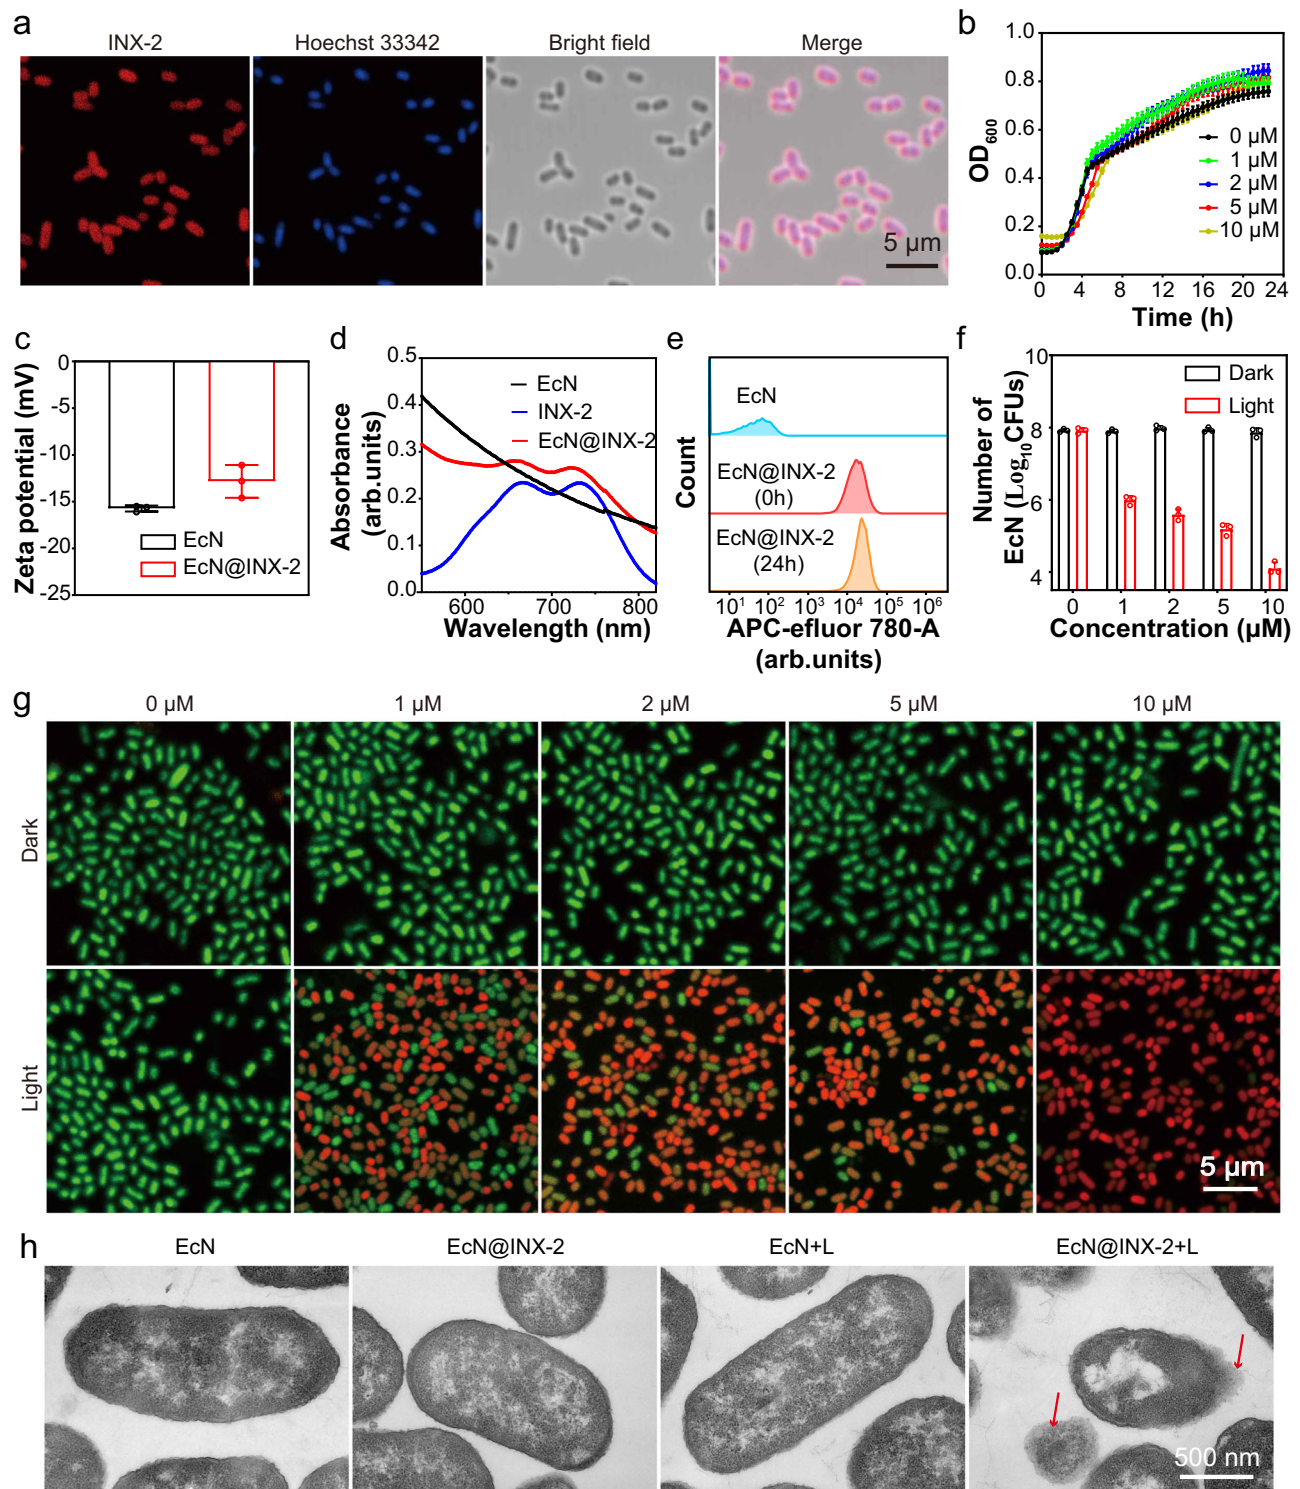 a
INX-2
Hoechst 33342
Bright field
Merge
5 µm
b
OD600
1.0
0.8
0.6
0.4
0.2
0.0
0 µM
1 µM
2 µM
5 µM
10 µM
0 4 8 12 16 20 24
Time (h)
c
Zeta potential (mV)
0
-5
-10
-15
-20
-25
EcN
EcN@INX-2
d
Absorbance
(arb.units)
0.5
0.4
0.3
0.2
0.1
0.0
EcN
INX-2
EcN@INX-2
600 700 800
Wavelength (nm)
e
Count
EcN
EcN@INX-2
(0h)
EcN@INX-2
(24h)
10¹ 10² 10³ 10⁴ 10⁵ 10⁶
APC-efluor 780-A
(arb.units)
f
Number of
EcN (Log10CFUs)
10
8
6
4
Dark
Light
0 1 2 5 10
Concentration (µM)
g
0 µM
1 µM
2 µM
5 µM
10 µM
Dark
Light
5 µm
h
EcN
EcN@INX-2
EcN+L
EcN@INX-2+L
500 nm